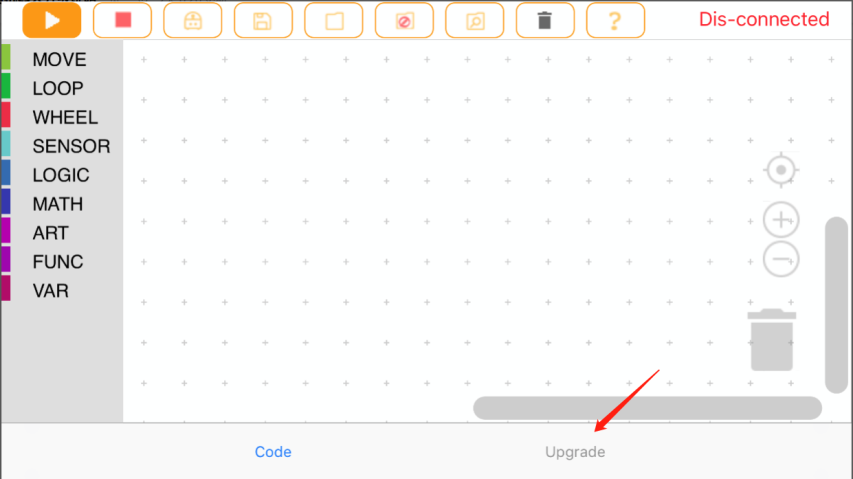 Dis-connected
MOVE
LOOP
WHEEL
SENSOR
LOGIC
MATH
ART
FUNC
VAR
Code Upgrade